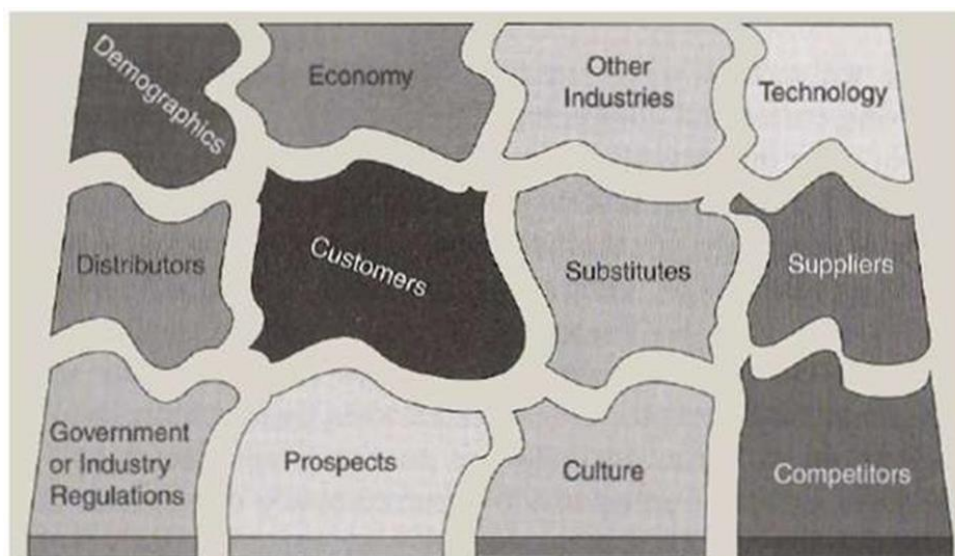 Demographics
Economy
Other
Industries
Technology
Distributors
Customers
Substitutes
Suppliers
Government
or Industry
Regulations
Prospects
Culture
Competitors